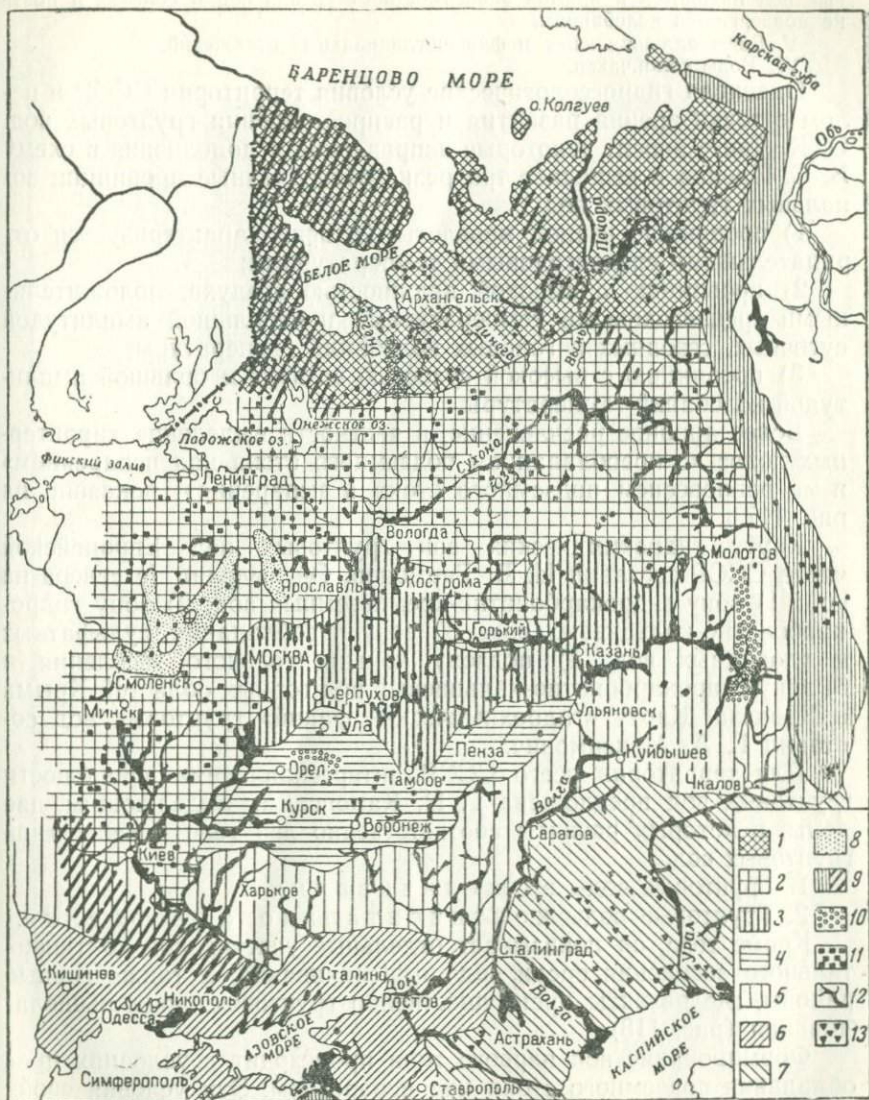 Карская губа
БАРЕНЦОВО МОРЕ
о.Колгуев
Обь
Печора
БЕЛОЕ МОРЕ
Архангельск
Онега
Пинега
Вычегда
Онежское оз.
Ладожское оз.
Финский залив
Сухона
Ленинград
Вологда
Молотов
Ярославль
Кострома
Горький
Казань
МОСКВА
Смоленск
Серпухов
Минск
Тула
Ульяновск
Пенза
Куйбышев
Орел
Тамбов
Чкалов
Волга
Курск
Воронеж
Саратов
Киев
Харьков
Урал
Сталинград
Кишинев
Сталино
Дон
Никополь
Ростов
Волга
Одесса
АЗОВСКОЕ МОРЕ
Астрахань
КАСПИЙСКОЕ МОРЕ
Симферополь
Ставрополь
1
2
3
4
5
6
7
8
9
10
11
12
13